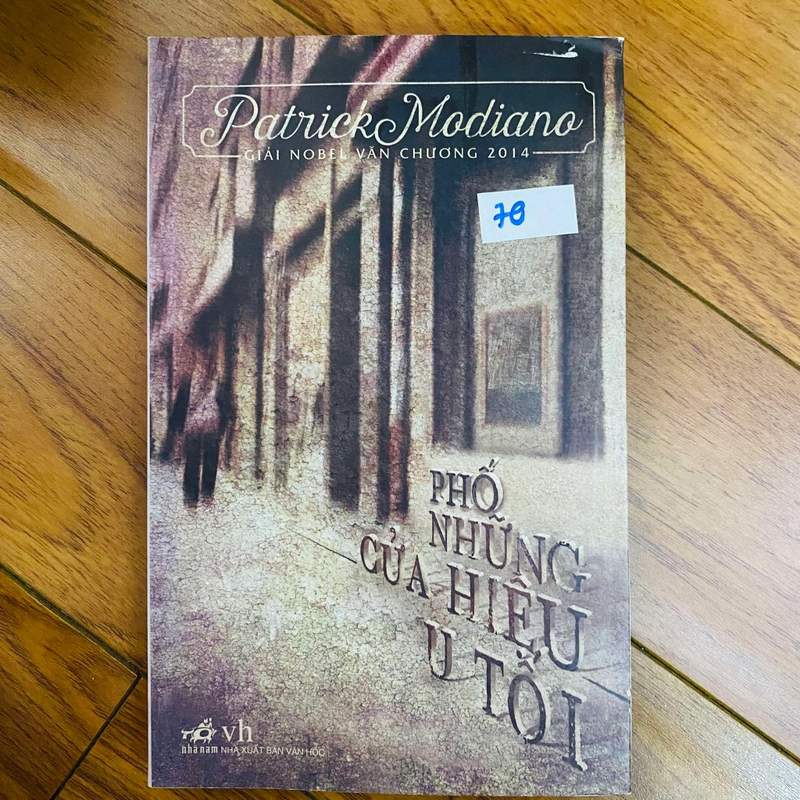 Patrick Modiano
GIẢI NOBEL VĂN CHƯƠNG 2014
70
PHỐ
NHỮNG
CỬA HIỆU
U TỐI
vh
nhã nam NHÀ XUẤT BẢN VĂN HỌC